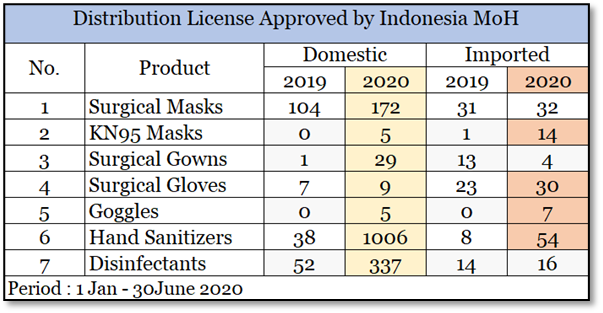 Distribution License Approved by Indonesia MoH
No. Product Domestic Imported
2019 2020 2019 2020
1 Surgical Masks 104 172 31 32
2 KN95 Masks 0 5 1 14
3 Surgical Gowns 1 29 13 4
4 Surgical Gloves 7 9 23 30
5 Goggles 0 5 0 7
6 Hand Sanitizers 38 1006 8 54
7 Disinfectants 52 337 14 16
Period : 1 Jan - 30June 2020